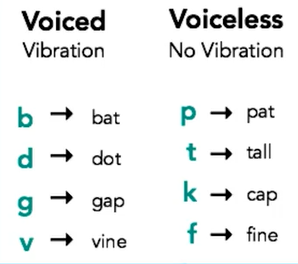 Voiced Voiceless
Vibration No Vibration
b → bat p → pat
d → dot t → tall
g → gap k → cap
v → vine f → fine